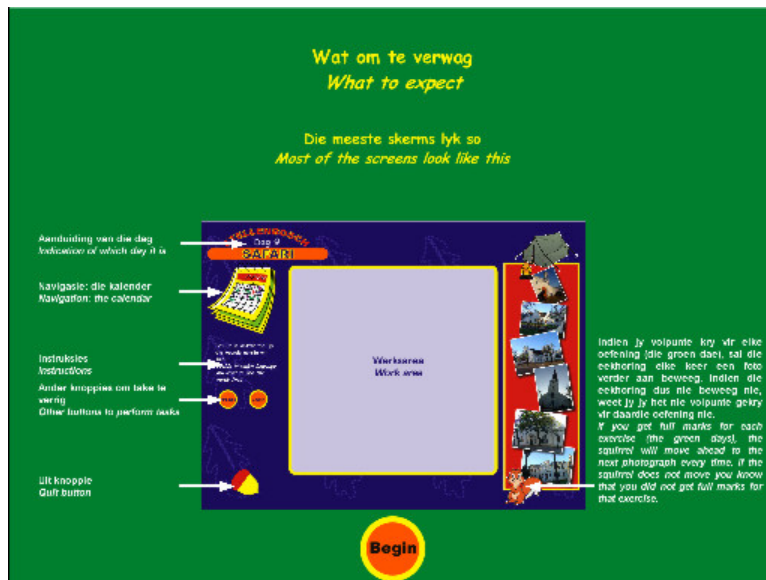 Wat om te verwag
What to expect
Die meeste skerms lyk so
Most of the screens look like this
Aanduiding van die dag
Indication of which day it is
Navigasie: die kalender
Navigation: the calendar
Instruksies
Instructions
Ander knoppies om take te
verrig
Other buttons to perform tasks
Uit knoppie
Quit button
Dag 9
SAFARI
Werksarea
Work area
Indien jy volpunte kry vir elke
oefening (die groen dae), sal die
eekhoring elke keer een foto
verder aan beweeg. Indien die
eekhoring dus nie beweeg nie,
weet jy jy het nie volpunte gekry
vir daardie oefening nie.
If you get full marks for each
exercise (the green days), the
squirrel will move ahead to the
next photograph every time. If the
squirrel does not move you know
that you did not get full marks for
that exercise.
Begin